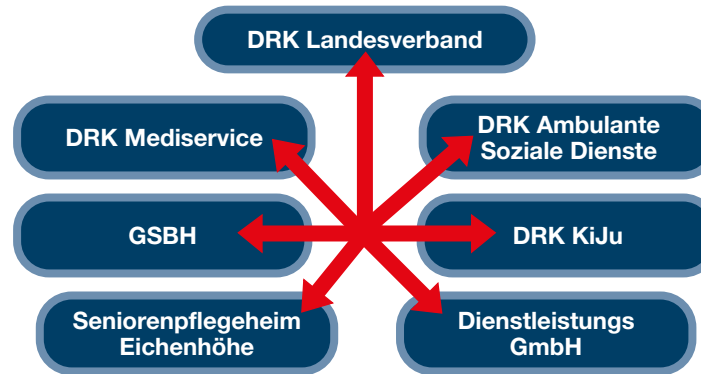 DRK Landesverband
DRK Mediservice
DRK Ambulante
Soziale Dienste
GSBH
DRK KiJu
Seniorenpflegeheim
Eichenhöhe
Dienstleistungs
GmbH